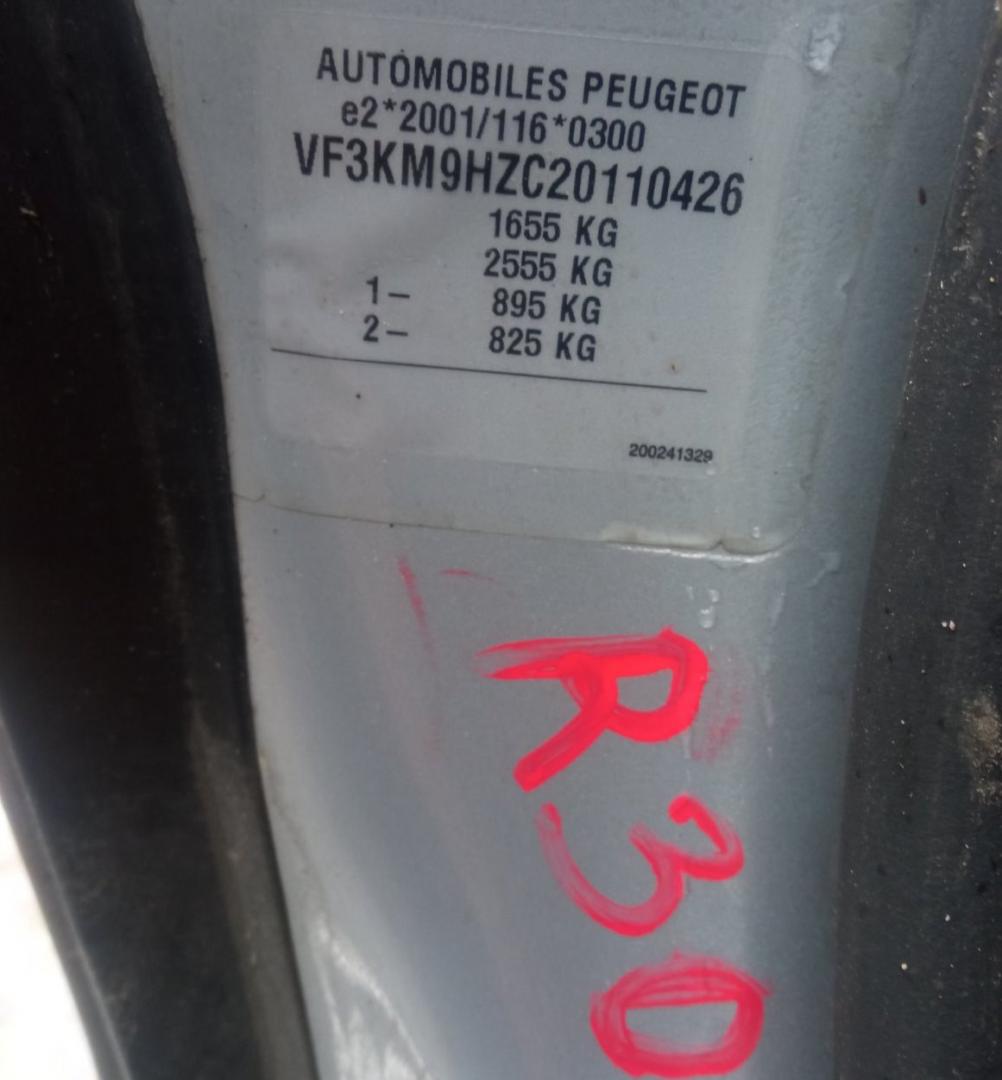 AUTOMOBILES PEUGEOT
e2*2001/116*0300
VF3KM9HZC20110426
1655 KG
2555 KG
1– 895 KG
2– 825 KG
200241329
R30